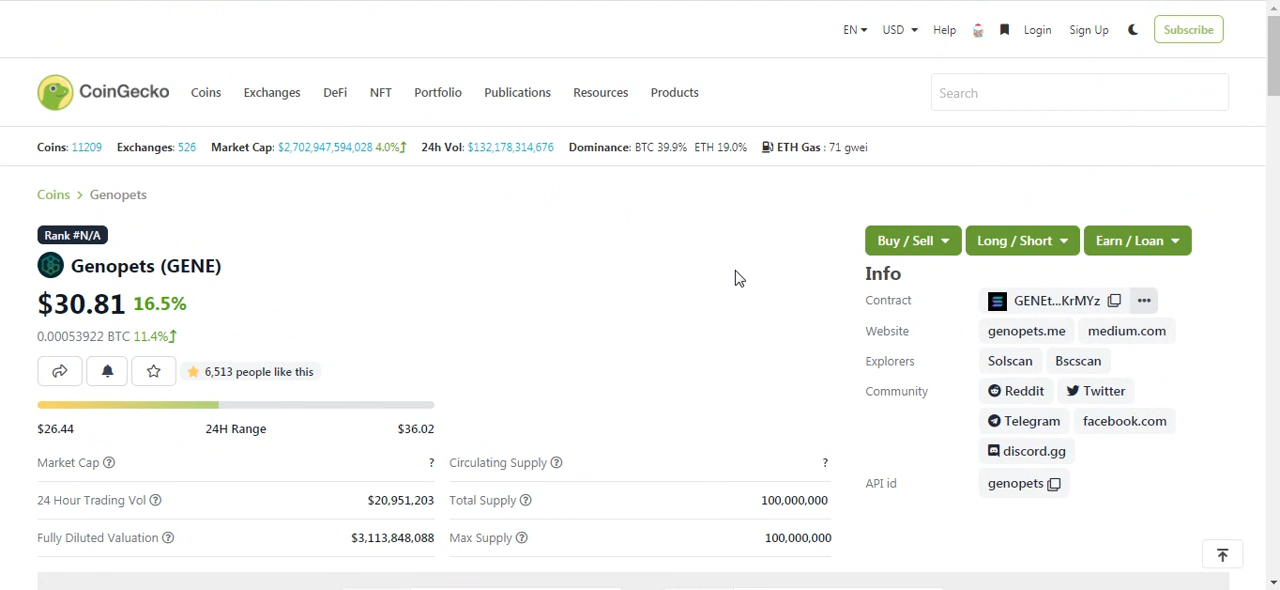 EN USD Help Login Sign Up Subscribe
CoinGecko Coins Exchanges DeFi NFT Portfolio Publications Resources Products Search
Coins: 11209 Exchanges: 526 Market Cap: $2,702,947,594,028 4.0% 24h Vol: $132,178,314,676 Dominance: BTC 39.9% ETH 19.0% ETH Gas : 71 gwei
Coins > Genopets
Rank #N/A
Genopets (GENE)
$30.81 16.5%
0.00053922 BTC 11.4%
6,513 people like this
$26.44 24H Range $36.02
Market Cap ? ?
24 Hour Trading Vol ? $20,951,203
Fully Diluted Valuation ? $3,113,848,088
Circulating Supply ? ?
Total Supply ? 100,000,000
Max Supply ? 100,000,000
Buy / Sell Long / Short Earn / Loan
Info
Contract GENEt...KrMYz •••
Website genopets.me medium.com
Explorers Solscan Bscscan
Community Reddit Twitter
Telegram facebook.com
discord.gg
API id genopets